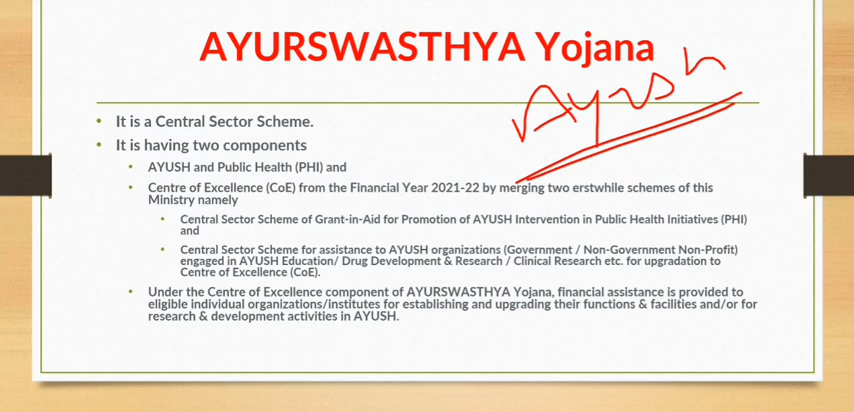 AYURSWASTHYA Yojana
Ayush
It is a Central Sector Scheme.
It is having two components
AYUSH and Public Health (PHI) and
Centre of Excellence (CoE) from the Financial Year 2021-22 by merging two erstwhile schemes of this
Ministry namely
Central Sector Scheme of Grant-in-Aid for Promotion of AYUSH Intervention in Public Health Initiatives (PHI)
and
Central Sector Scheme for assistance to AYUSH organizations (Government / Non-Government Non-Profit)
engaged in AYUSH Education/ Drug Development & Research / Clinical Research etc. for upgradation to
Centre of Excellence (CoE).
Under the Centre of Excellence component of AYURSWASTHYA Yojana, financial assistance is provided to
eligible individual organizations/institutes for establishing and upgrading their functions & facilities and/or for
research & development activities in AYUSH.